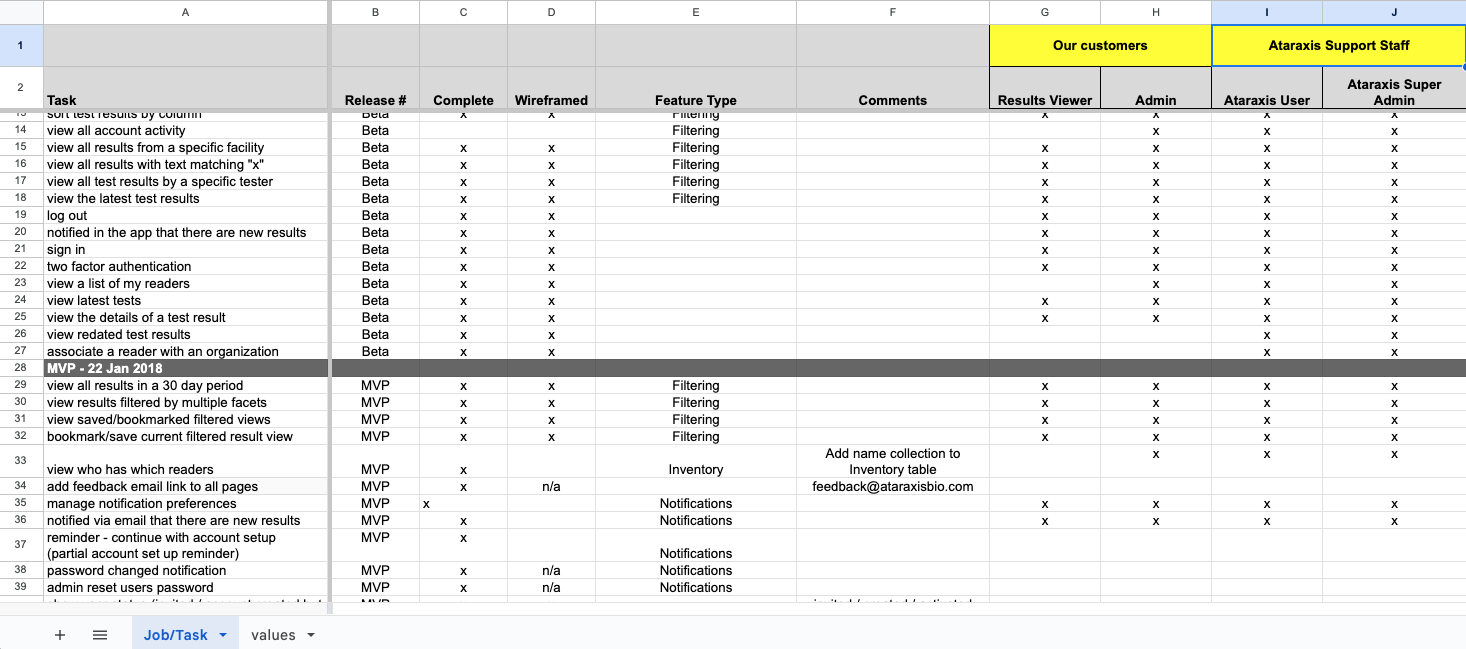 A B C D E F G H I J
1 Our customers Ataraxis Support Staff
2 Task Release # Complete Wireframed Feature Type Comments Results Viewer Admin Ataraxis User Ataraxis Super Admin
13 sort test results by column Beta x x Filtering x x x x
14 view all account activity Beta Filtering x x x
15 view all results from a specific facility Beta x x Filtering x x x x
16 view all results with text matching "x" Beta x x Filtering x x x x
17 view all test results by a specific tester Beta x x Filtering x x x x
18 view the latest test results Beta x x Filtering x x x x
19 log out Beta x x x x x x
20 notified in the app that there are new results Beta x x x x x x
21 sign in Beta x x x x x x
22 two factor authentication Beta x x x x x x
23 view a list of my readers Beta x x x x x
24 view latest tests Beta x x x x x x
25 view the details of a test result Beta x x x x x x
26 view redated test results Beta x x x x
27 associate a reader with an organization Beta x x x x
28 MVP - 22 Jan 2018
29 view all results in a 30 day period MVP x x Filtering x x x x
30 view results filtered by multiple facets MVP x x Filtering x x x x
31 view saved/bookmarked filtered views MVP x x Filtering x x x x
32 bookmark/save current filtered result view MVP x x Filtering x x x x
33 view who has which readers MVP x Inventory Add name collection to Inventory table x x x
34 add feedback email link to all pages MVP x n/a feedback@ataraxisbio.com
35 manage notification preferences MVP x Notifications x x x x
36 notified via email that there are new results MVP x Notifications x x x x
37 reminder - continue with account setup (partial account set up reminder) MVP x Notifications
38 password changed notification MVP x n/a Notifications
39 admin reset users password MVP x n/a Notifications
MVP
+ Job/Task values